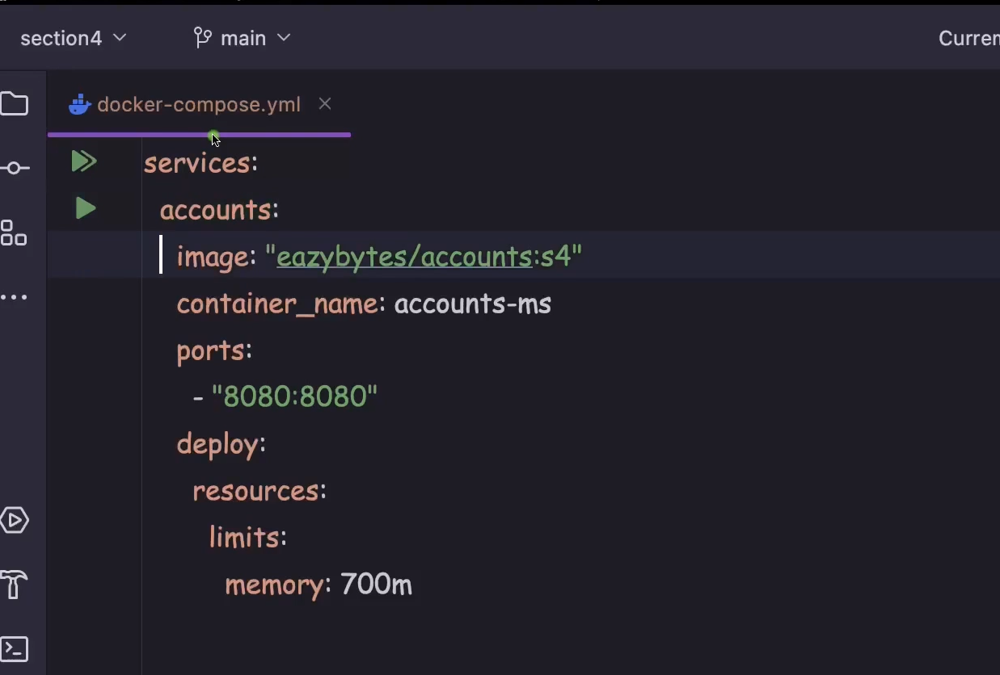 section4 main Curren
docker-compose.yml
services:
accounts:
image: "eazybytes/accounts:s4"
container_name: accounts-ms
ports:
- "8080:8080"
deploy:
resources:
limits:
memory: 700m